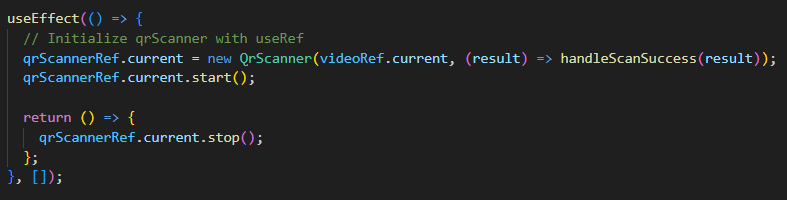 useEffect(() => {
  // Initialize qrScanner with useRef
  qrScannerRef.current = new QrScanner(videoRef.current, (result) => handleScanSuccess(result));
  qrScannerRef.current.start();

  return () => {
    qrScannerRef.current.stop();
  };
}, []);